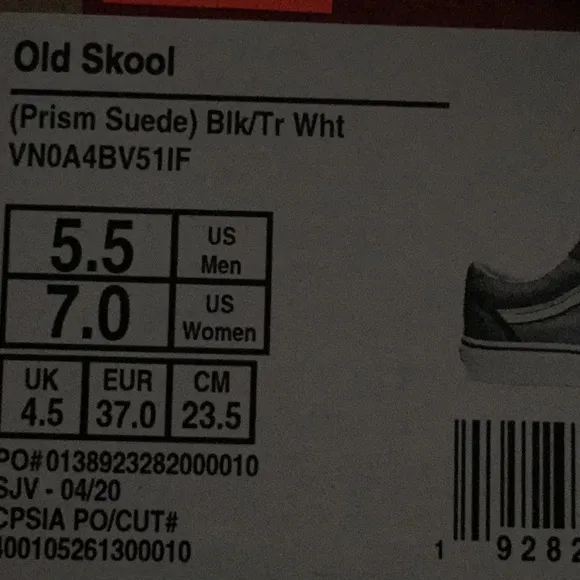 Old Skool
(Prism Suede) Blk/Tr Wht
VN0A4BV51IF
5.5 US Men
7.0 US Women
UK EUR CM
4.5 37.0 23.5
PO# 0138923282000010
SJV - 04/20
CPSIA PO/CUT#
400105261300010
1 9282